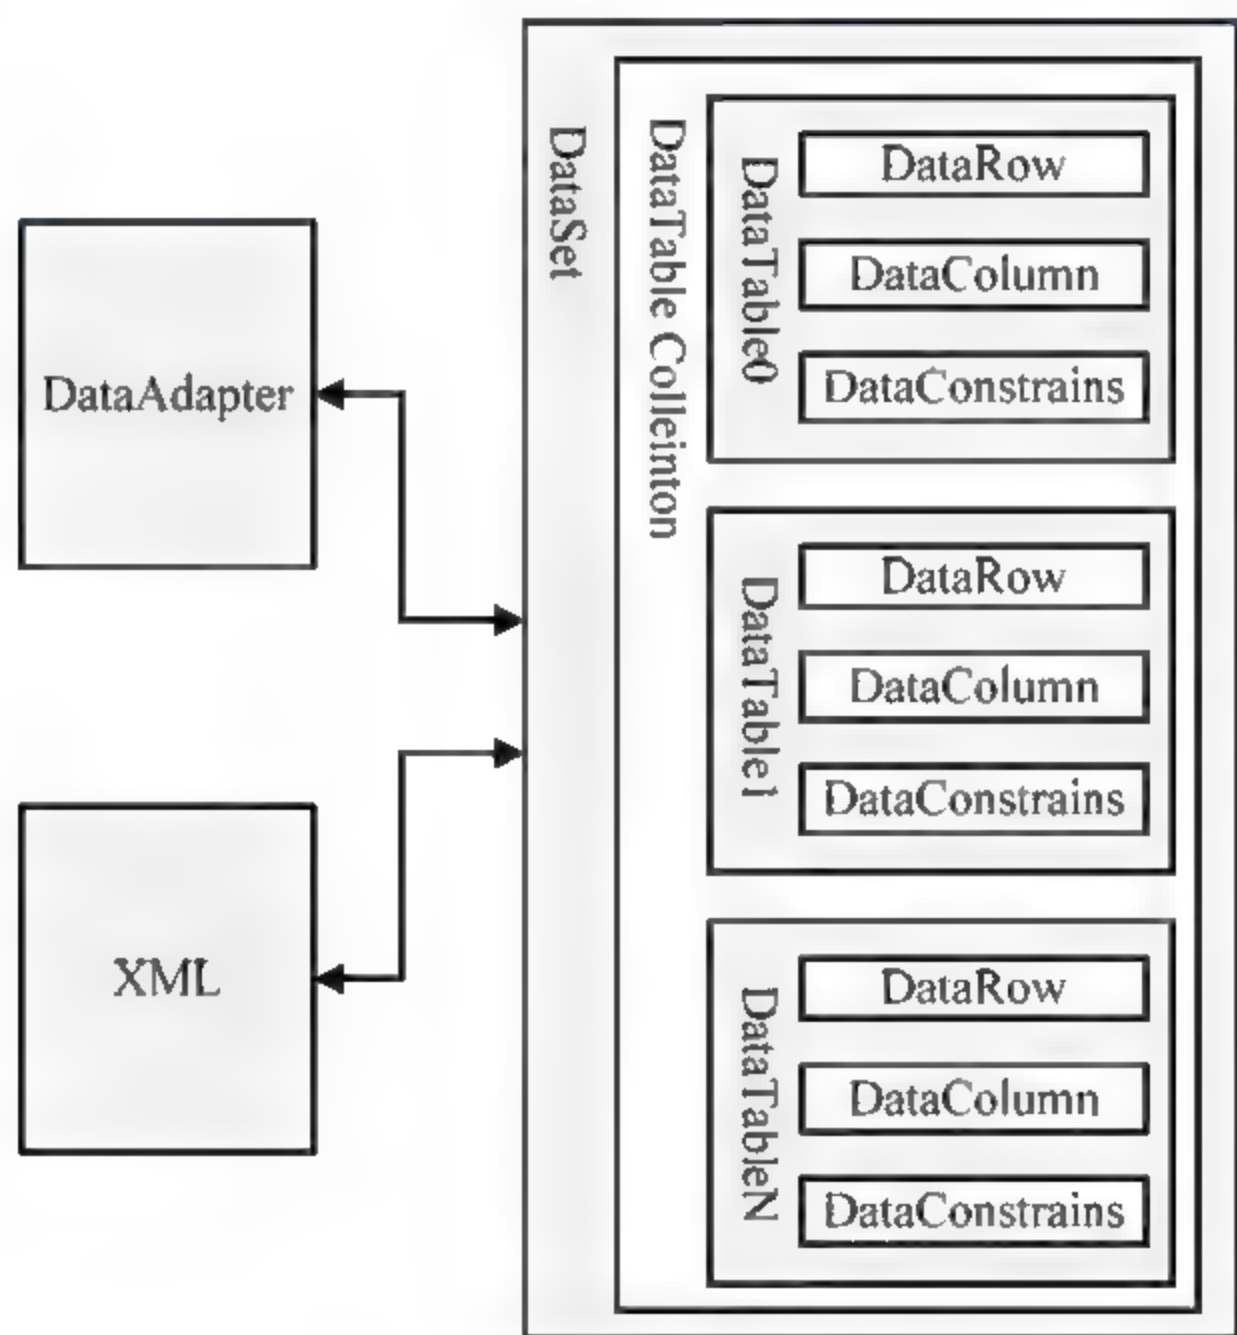 DataAdapter
XML
DataSet
DataTable Colleinton
DataTable0
DataRow
DataColumn
DataConstrains
DataTable1
DataRow
DataColumn
DataConstrains
DataTableN
DataRow
DataColumn
DataConstrains